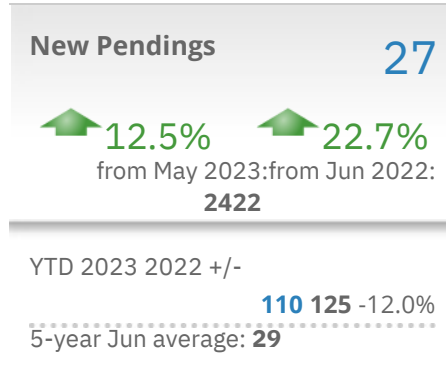 New Pendings
27
12.5% 22.7%
from May 2023:from Jun 2022:
2422
YTD 2023 2022 +/-
110 125 -12.0%
5-year Jun average: 29